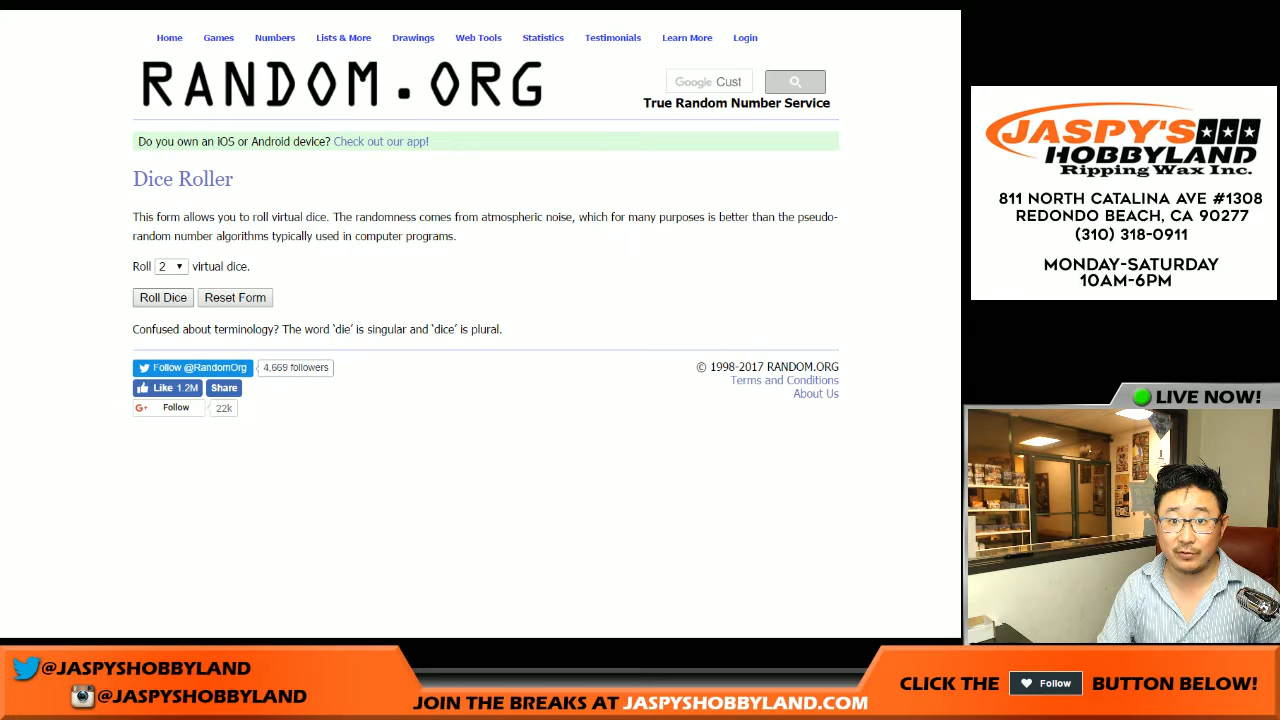 Home Games Numbers Lists & More Drawings Web Tools Statistics Testimonials Learn More Login
RANDOM.ORG
Google Cust
True Random Number Service
Do you own an iOS or Android device? Check out our app!
Dice Roller
This form allows you to roll virtual dice. The randomness comes from atmospheric noise, which for many purposes is better than the pseudo-
random number algorithms typically used in computer programs.
Roll 2 virtual dice.
Roll Dice Reset Form
Confused about terminology? The word ‘die’ is singular and ‘dice’ is plural.
Follow @RandomOrg 4,669 followers
Like 1.2M Share
G+ Follow 22k
© 1998-2017 RANDOM.ORG
Terms and Conditions
About Us
JASPY'S
HOBBYLAND
Ripping Wax Inc.
811 NORTH CATALINA AVE #1308
REDONDO BEACH, CA 90277
(310) 318-0911
MONDAY-SATURDAY
10AM-6PM
LIVE NOW!
@JASPYSHOBBYLAND
@JASPYSHOBBYLAND
JOIN THE BREAKS AT JASPYSHOBBYLAND.COM
CLICK THE Follow BUTTON BELOW!